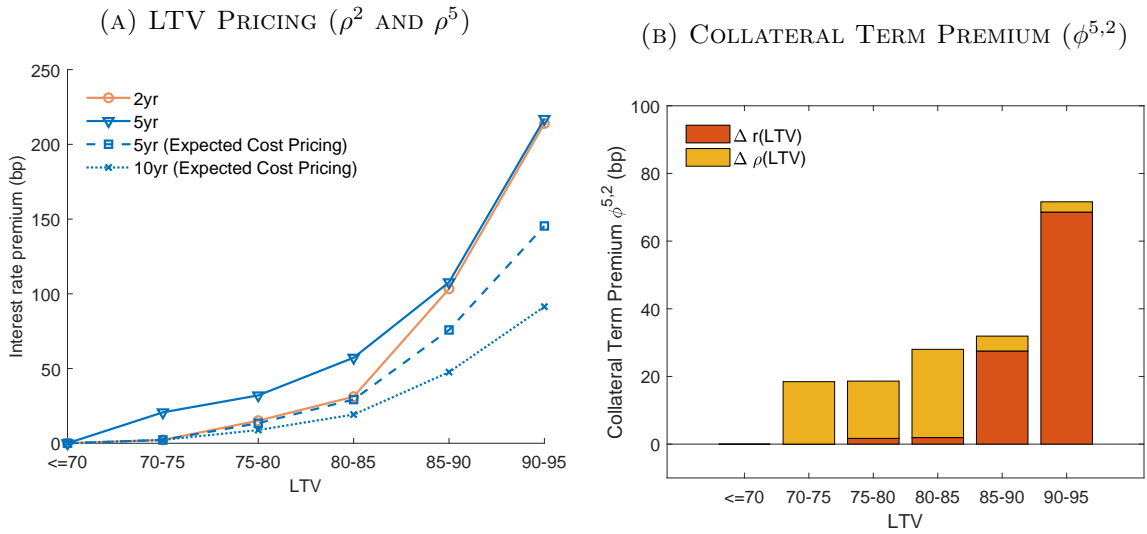 (A) LTV PRICING (ρ² AND ρ⁵)
250
200
150
100
50
0
Interest rate premium (bp)
2yr
5yr
5yr (Expected Cost Pricing)
10yr (Expected Cost Pricing)
<=70 70-75 75-80 80-85 85-90 90-95
LTV
(B) COLLATERAL TERM PREMIUM (ϕ⁵,²)
100
80
60
40
20
0
Collateral Term Premium ϕ⁵,² (bp)
Δ r(LTV)
Δ ρ(LTV)
<=70 70-75 75-80 80-85 85-90 90-95
LTV